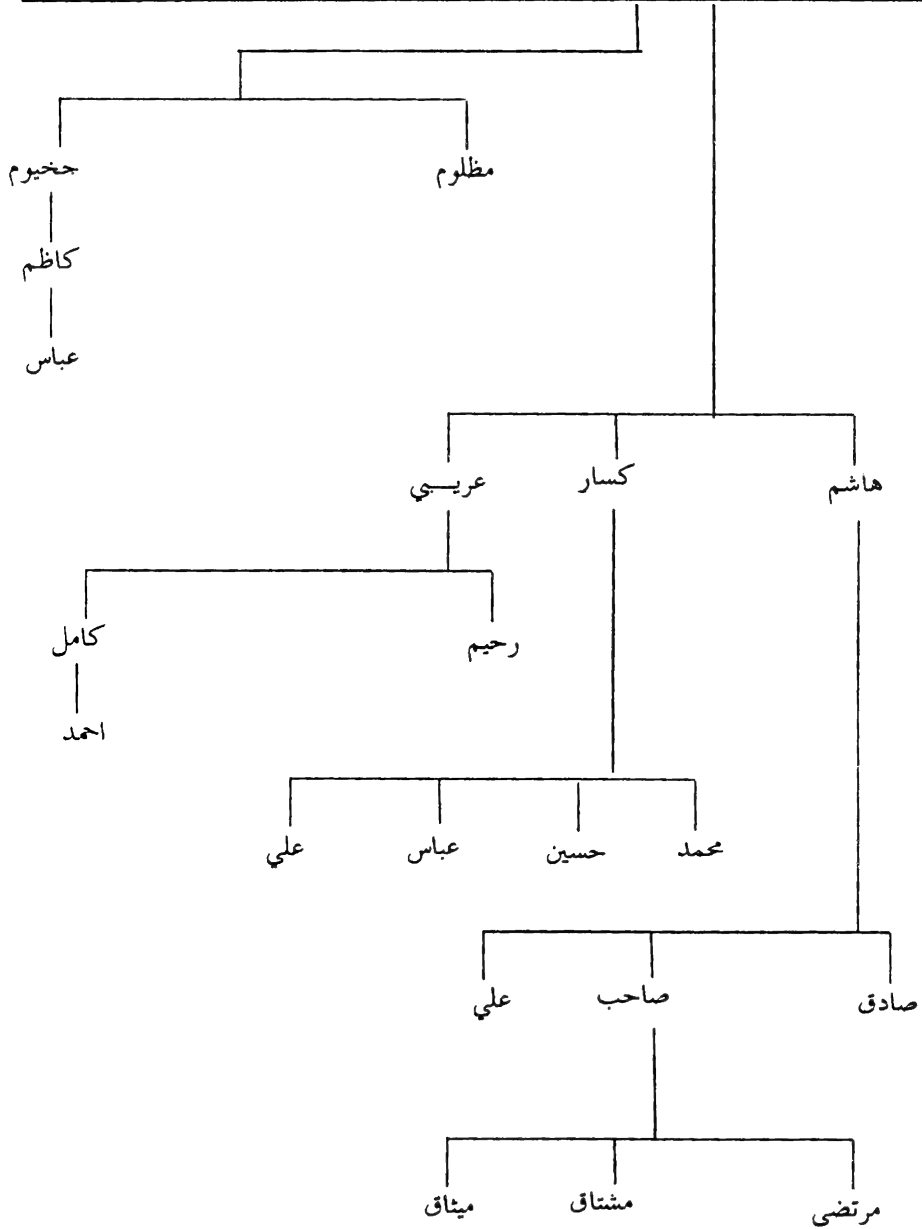 مظلوم جخيوم
كاظم
عباس
هاشم كسار عريبي
رحيم كامل
احمد
محمد حسين عباس علي
صادق صاحب علي
مرتضى مشتاق ميثاق